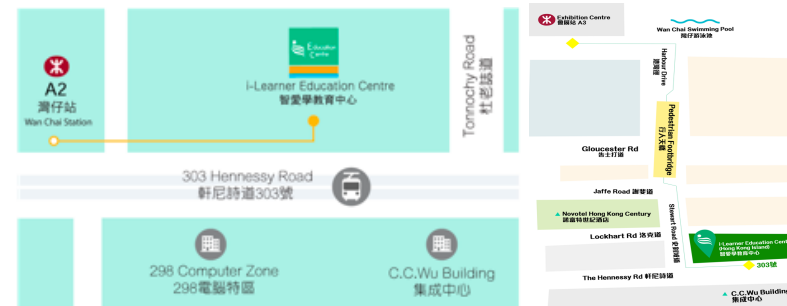 A2
灣仔站
Wan Chai Station
Education
Centre
i-Learner Education Centre
智愛學教育中心
Tonnochy Road
杜老誌道
303 Hennessy Road
軒尼詩道303號
298 Computer Zone
298電腦特區
C.C.Wu Building
集成中心
Exhibition Centre
會展站 A3
Wan Chai Swimming Pool
灣仔游泳池
Harbour Drive
港灣徑
Pedestrian Footbridge
行人天橋
Gloucester Rd
告士打道
Jaffe Road 謝斐道
Novotel Hong Kong Century
諾富特世紀酒店
Stewart Road 史釗域道
Lockhart Rd 洛克道
i-Learner Education Cent
(Hong Kong Island)
智愛學教育中心
303號
The Hennessy Rd 軒尼詩道
C.C.Wu Building
集成中心